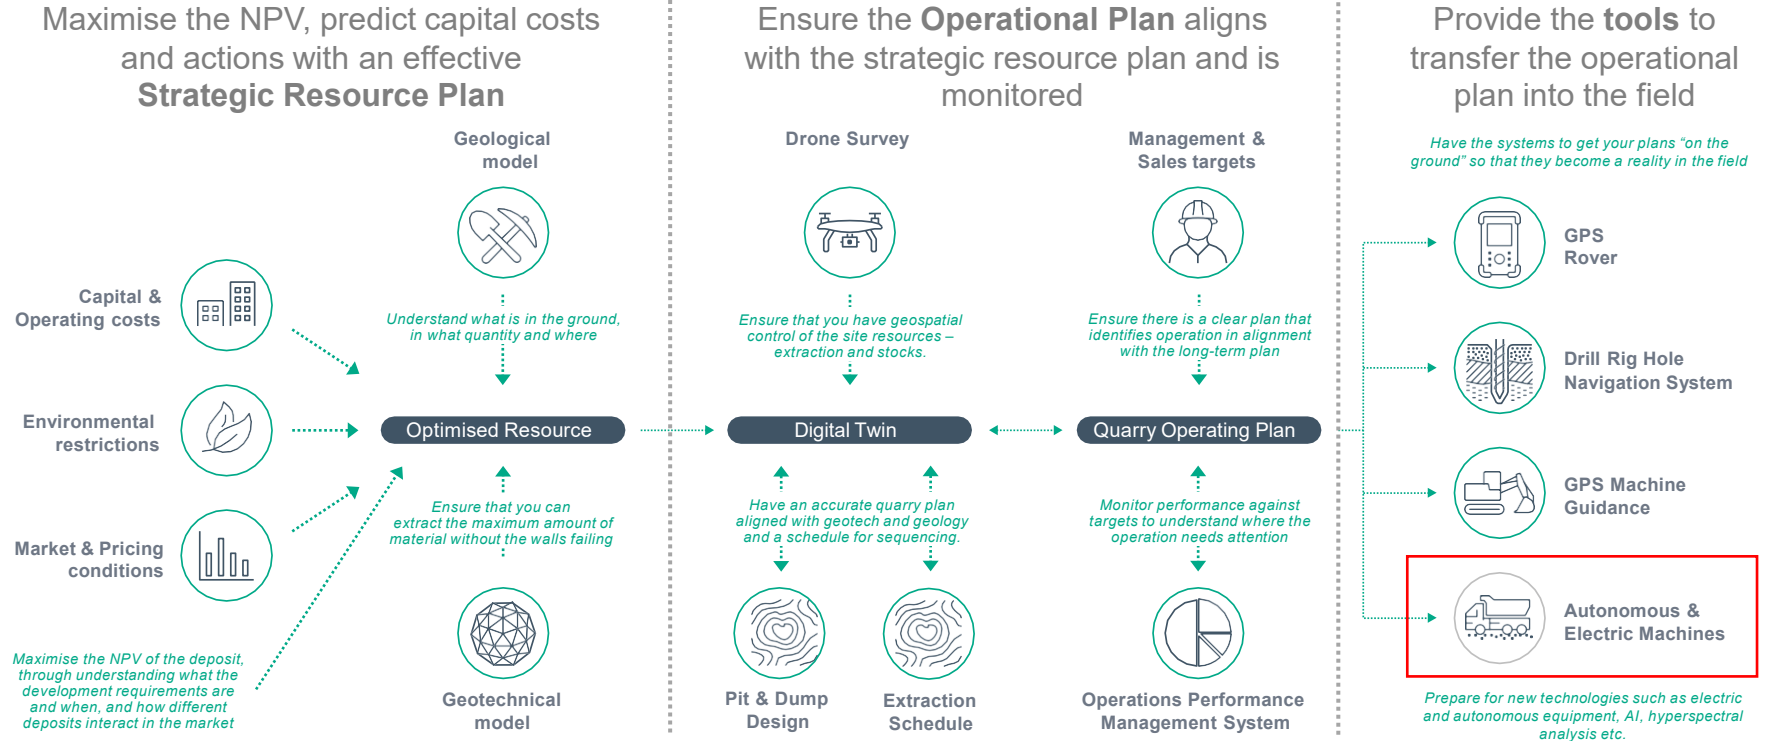 Maximise the NPV, predict capital costs
and actions with an effective
Strategic Resource Plan
Geological
model
Capital &
Operating costs
Understand what is in the ground,
in what quantity and where
Environmental
restrictions
Optimised Resource
Ensure that you can
extract the maximum amount of
material without the walls failing
Market & Pricing
conditions
Maximise the NPV of the deposit,
through understanding what the
development requirements are
and when, and how different
deposits interact in the market
Geotechnical
model
Ensure the Operational Plan aligns
with the strategic resource plan and is
monitored
Drone Survey
Management &
Sales targets
Ensure that you have geospatial
control of the site resources –
extraction and stocks.
Ensure there is a clear plan that
identifies operation in alignment
with the long-term plan
Digital Twin
Quarry Operating Plan
Have an accurate quarry plan
aligned with geotech and geology
and a schedule for sequencing.
Monitor performance against
targets to understand where the
operation needs attention
Pit & Dump
Design
Extraction
Schedule
Operations Performance
Management System
Provide the tools to
transfer the operational
plan into the field
Have the systems to get your plans “on the
ground” so that they become a reality in the field
GPS
Rover
Drill Rig Hole
Navigation System
GPS Machine
Guidance
Autonomous &
Electric Machines
Prepare for new technologies such as electric
and autonomous equipment, AI, hyperspectral
analysis etc.